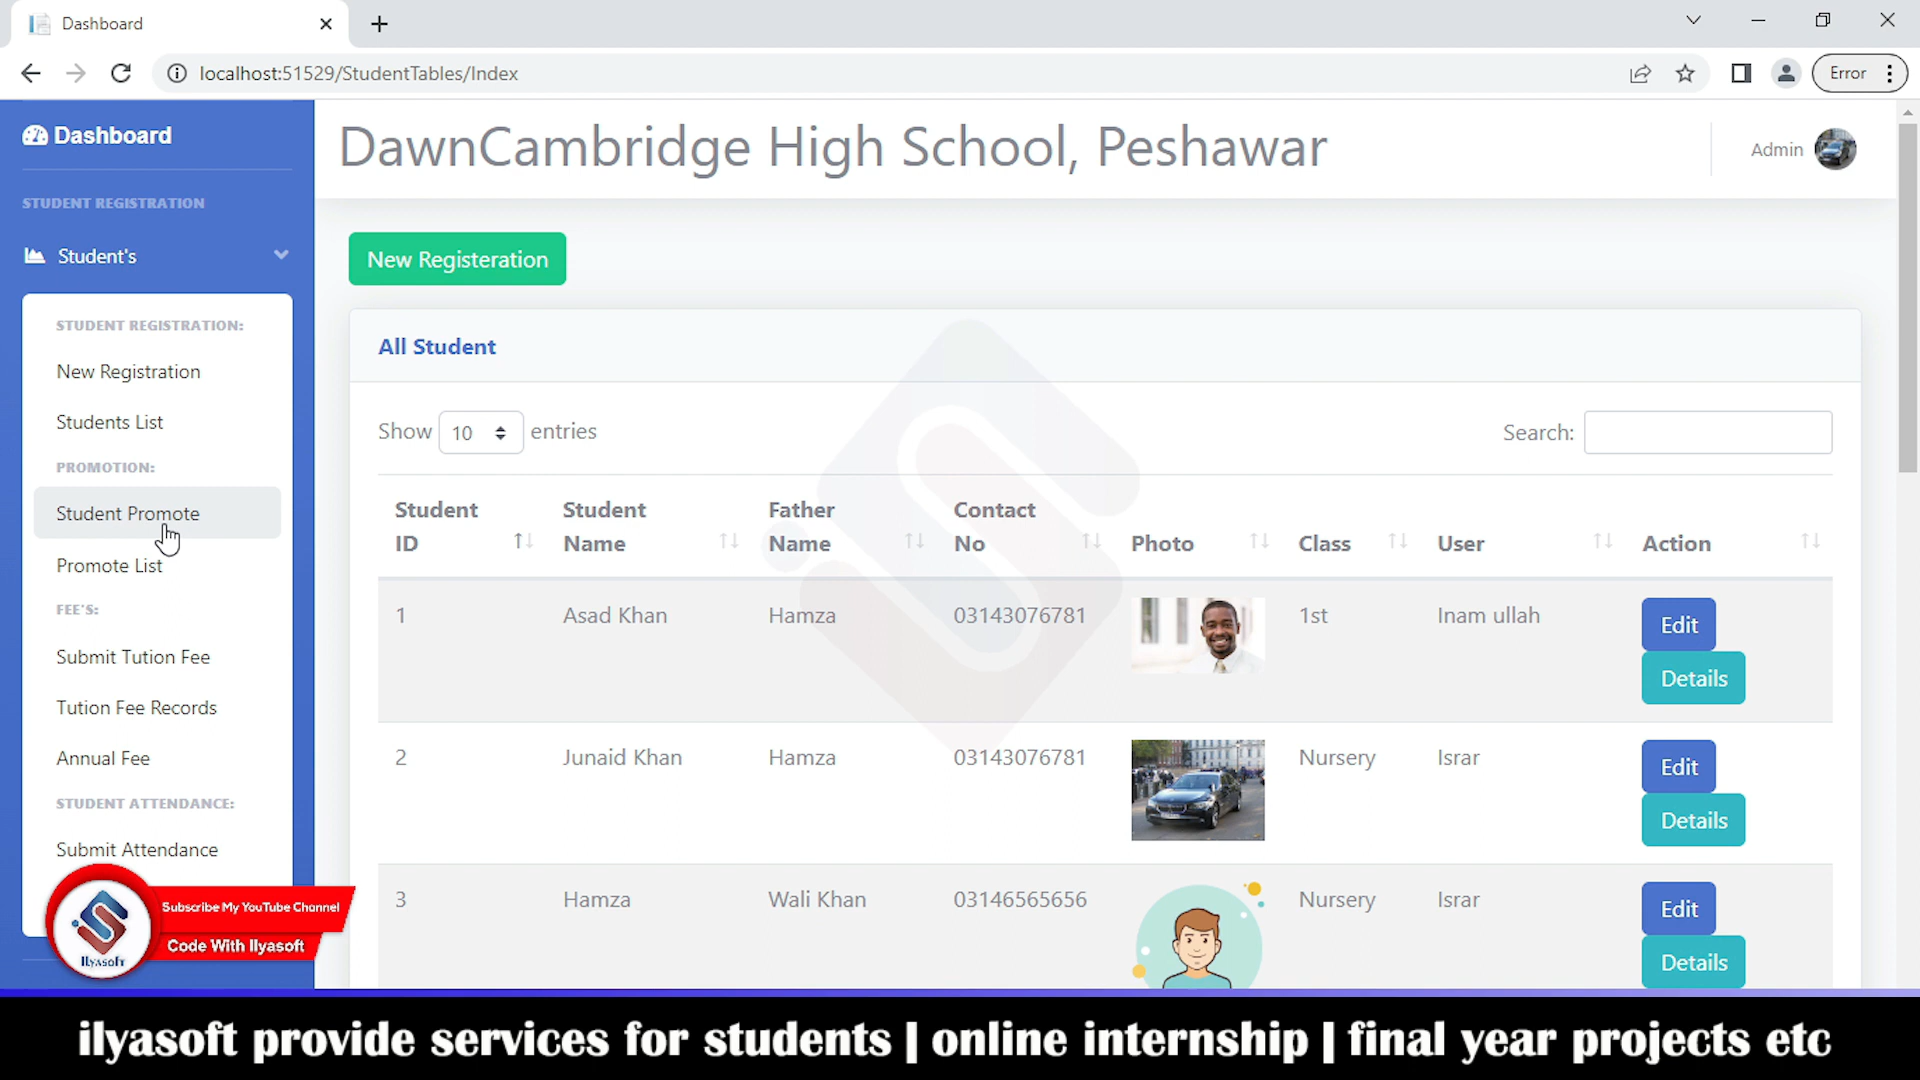 Dashboard
localhost:51529/StudentTables/Index
Error
Dashboard
STUDENT REGISTRATION
Student's
STUDENT REGISTRATION:
New Registration
Students List
PROMOTION:
Student Promote
Promote List
FEE'S:
Submit Tution Fee
Tution Fee Records
Annual Fee
STUDENT ATTENDANCE:
Submit Attendance
DawnCambridge High School, Peshawar
Admin
New Registeration
All Student
Show 10 entries
Search:
Student ID Student Name Father Name Contact No Photo Class User Action
1 Asad Khan Hamza 03143076781 1st Inam ullah Edit
Details
2 Junaid Khan Hamza 03143076781 Nursery Israr Edit
Details
3 Hamza Wali Khan 03146565656 Nursery Israr Edit
Details
Subscribe My YouTube Channel
Code With Ilyasoft
Ilyasoft
ilyasoft provide services for students | online internship | final year projects etc